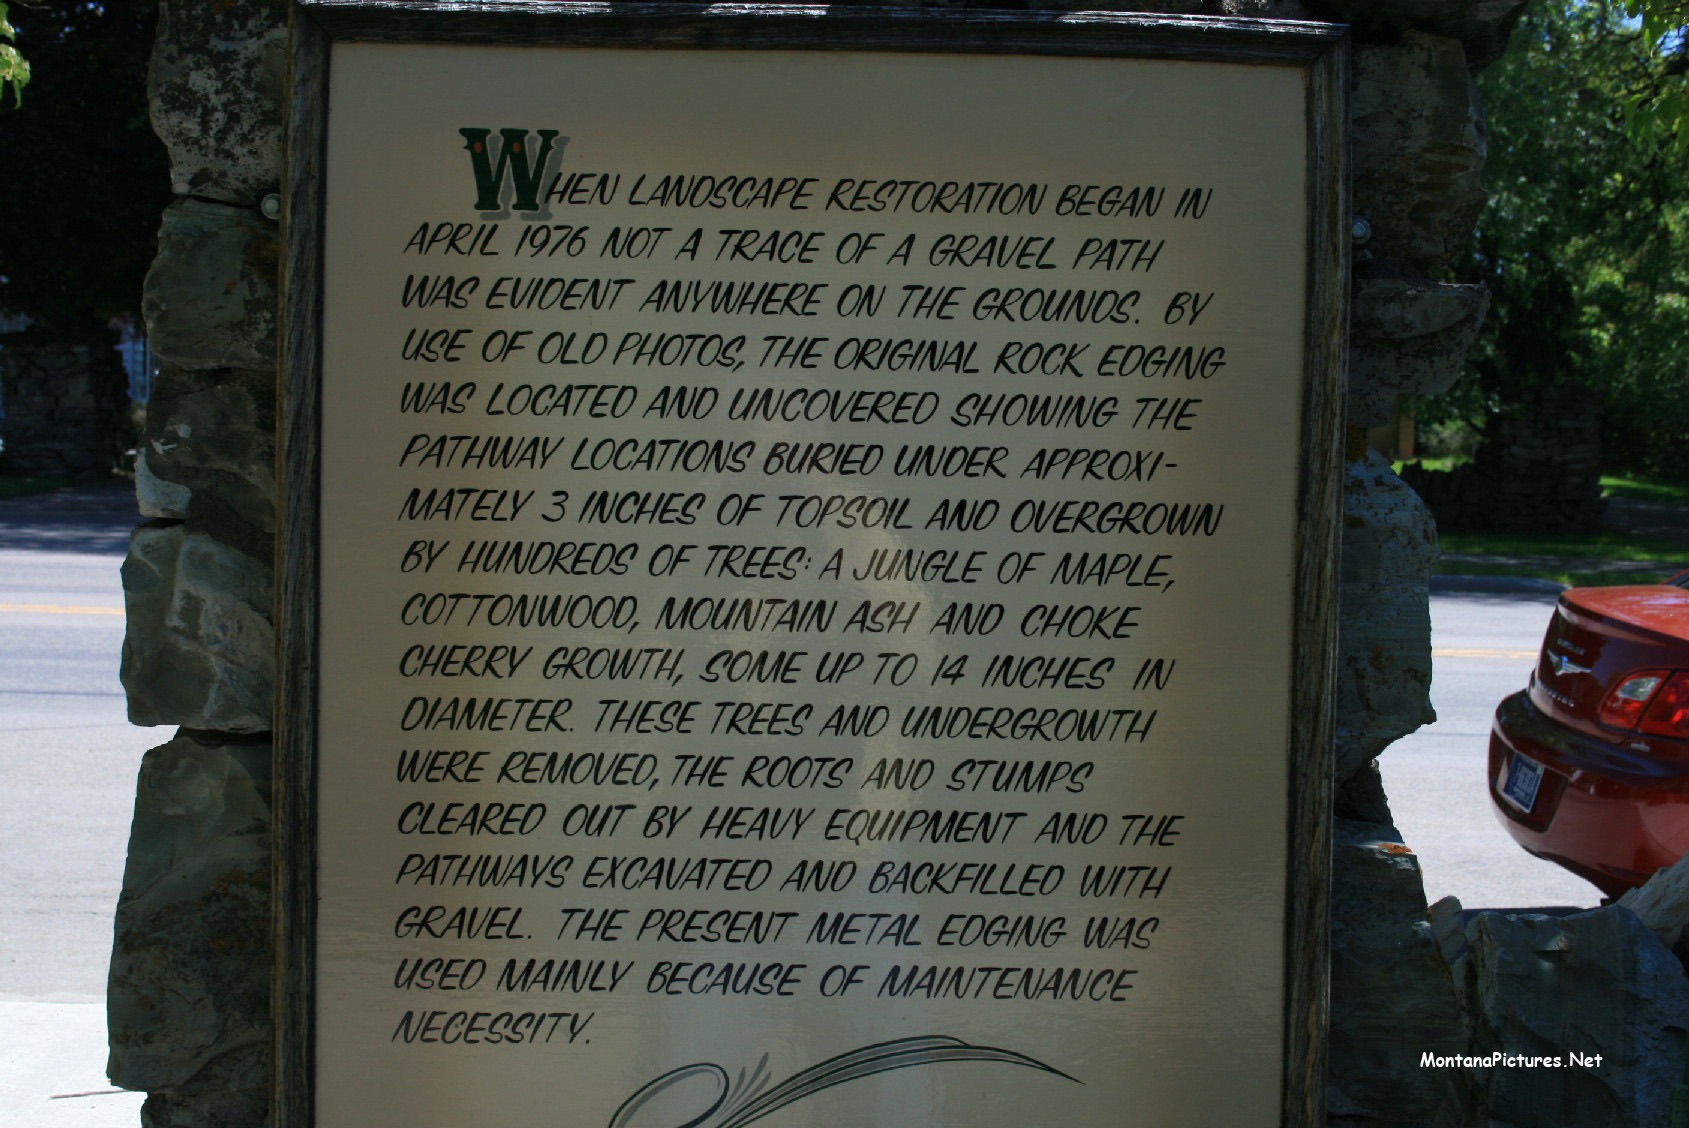 WHEN LANDSCAPE RESTORATION BEGAN IN
APRIL 1976 NOT A TRACE OF A GRAVEL PATH
WAS EVIDENT ANYWHERE ON THE GROUNDS. BY
USE OF OLD PHOTOS, THE ORIGINAL ROCK EDGING
WAS LOCATED AND UNCOVERED SHOWING THE
PATHWAY LOCATIONS BURIED UNDER APPROXI-
MATELY 3 INCHES OF TOPSOIL AND OVERGROWN
BY HUNDREDS OF TREES: A JUNGLE OF MAPLE,
COTTONWOOD, MOUNTAIN ASH AND CHOKE
CHERRY GROWTH, SOME UP TO 14 INCHES IN
DIAMETER. THESE TREES AND UNDERGROWTH
WERE REMOVED, THE ROOTS AND STUMPS
CLEARED OUT BY HEAVY EQUIPMENT AND THE
PATHWAYS EXCAVATED AND BACKFILLED WITH
GRAVEL. THE PRESENT METAL EDGING WAS
USED MAINLY BECAUSE OF MAINTENANCE
NECESSITY.
MontanaPictures.Net